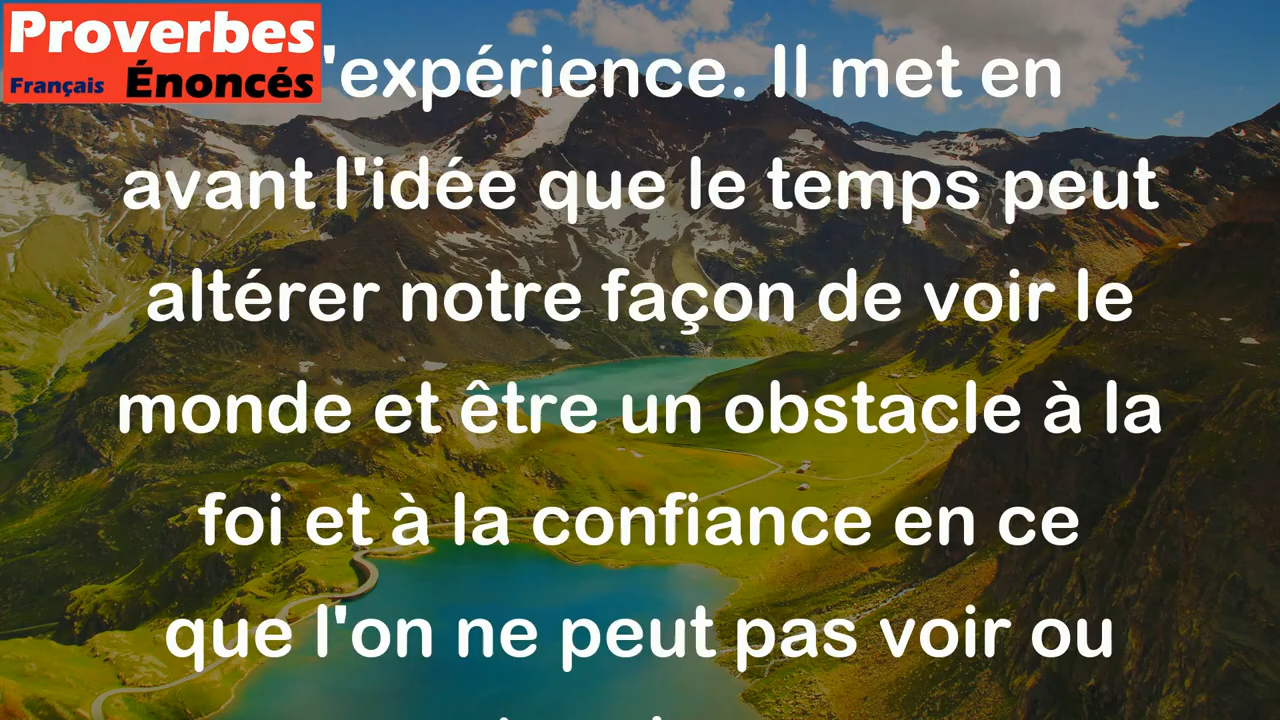 Proverbes
Français Énoncés
'expérience. Il met en
avant l'idée que le temps peut
altérer notre façon de voir le
monde et être un obstacle à la
foi et à la confiance en ce
que l'on ne peut pas voir ou